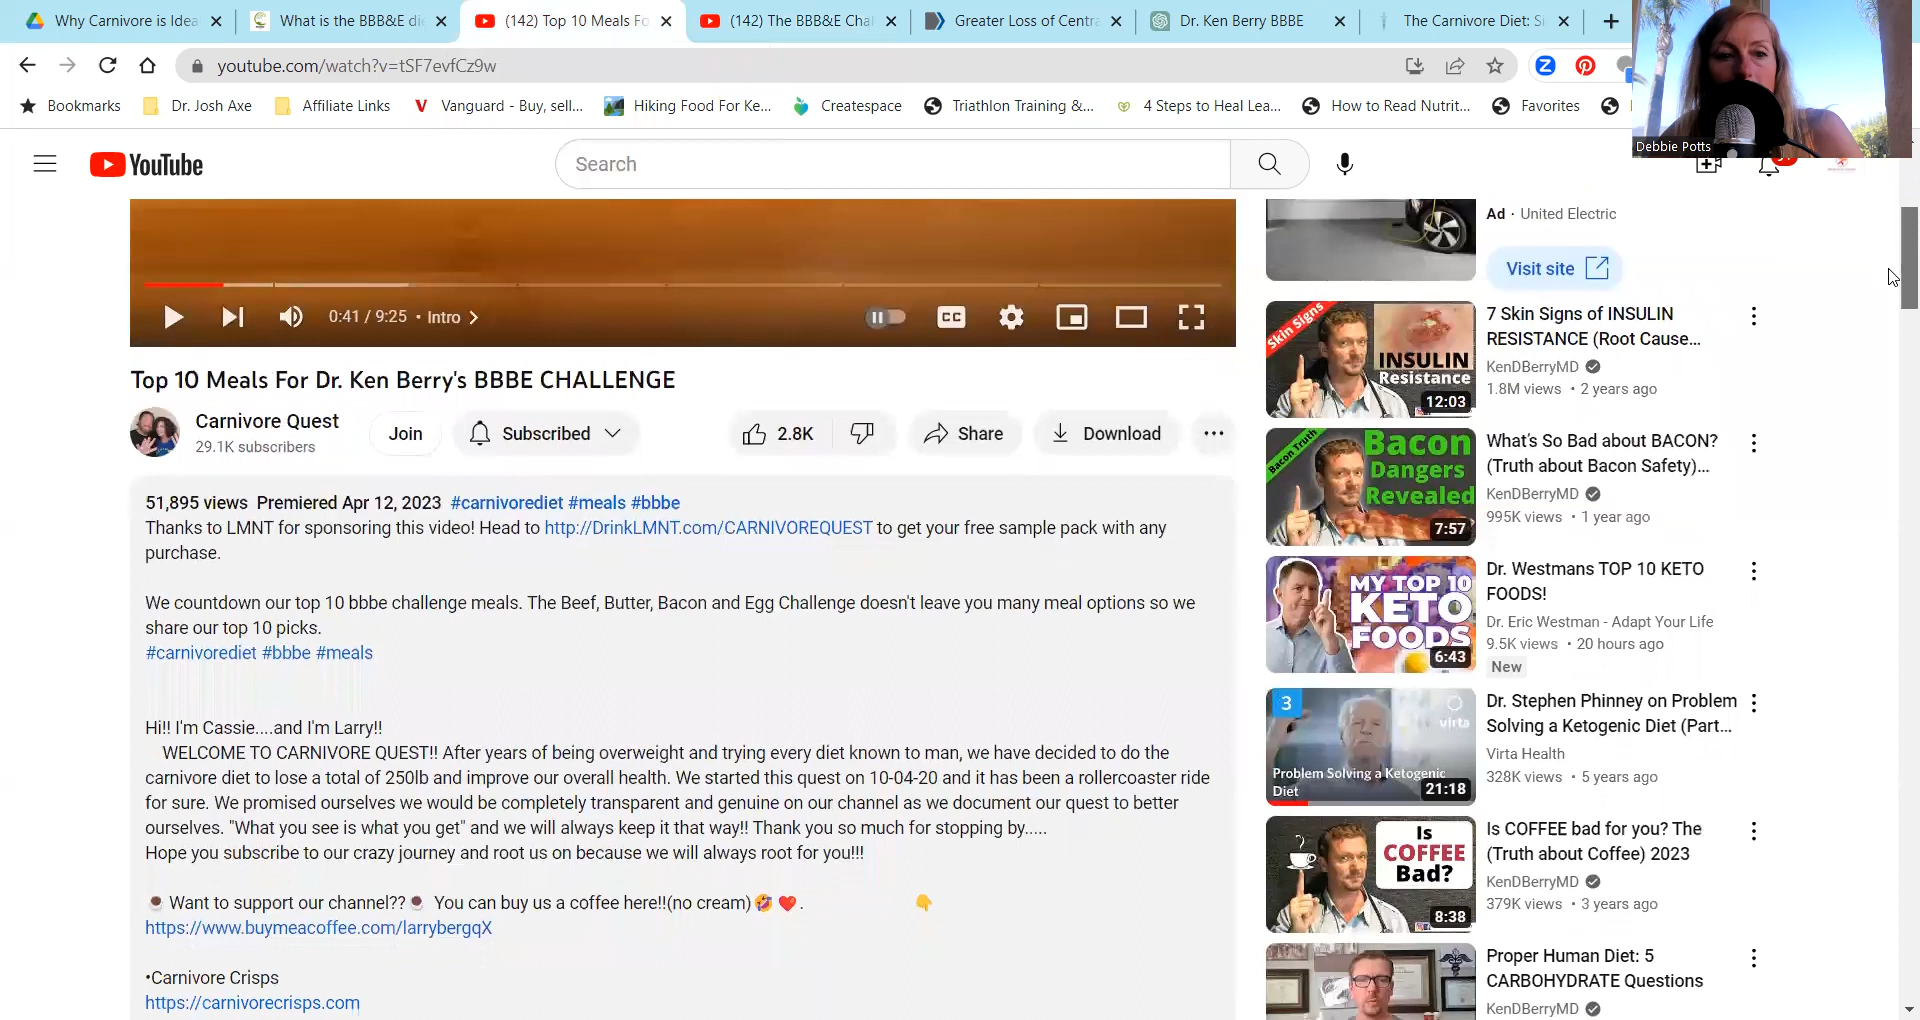 Why Carnivore is Idea
What is the BBB&E di
(142) Top 10 Meals Fo
(142) The BBB&E Cha
Greater Loss of Centra
Dr. Ken Berry BBBE
The Carnivore Diet: S
youtube.com/watch?v=tSF7evfCz9w
Bookmarks
Dr. Josh Axe
Affiliate Links
Vanguard - Buy, sell...
Hiking Food For Ke...
Createspace
Triathlon Training &...
4 Steps to Heal Lea...
How to Read Nutrit...
Favorites
Debbie Potts
YouTube
Search
0:41 / 9:25 • Intro
CC
Top 10 Meals For Dr. Ken Berry's BBBE CHALLENGE
Carnivore Quest
29.1K subscribers
Join
Subscribed
2.8K
Share
Download
51,895 views Premiered Apr 12, 2023 #carnivorediet #meals #bbbe
Thanks to LMNT for sponsoring this video! Head to http://DrinkLMNT.com/CARNIVOREQUEST to get your free sample pack with any
purchase.
We countdown our top 10 bbbe challenge meals. The Beef, Butter, Bacon and Egg Challenge doesn't leave you many meal options so we
share our top 10 picks.
#carnivorediet #bbbe #meals
Hi!! I'm Cassie....and I'm Larry!!
WELCOME TO CARNIVORE QUEST!! After years of being overweight and trying every diet known to man, we have decided to do the
carnivore diet to lose a total of 250lb and improve our overall health. We started this quest on 10-04-20 and it has been a rollercoaster ride
for sure. We promised ourselves we would be completely transparent and genuine on our channel as we document our quest to better
ourselves. "What you see is what you get" and we will always keep it that way!! Thank you so much for stopping by.....
Hope you subscribe to our crazy journey and root us on because we will always root for you!!!
Want to support our channel?? You can buy us a coffee here!!(no cream)🤣❤️. 👇
https://www.buymeacoffee.com/larrybergqX
•Carnivore Crisps
https://carnivorecrisps.com
Ad · United Electric
Visit site
Skin Signs
INSULIN
Resistance
12:03
7 Skin Signs of INSULIN
RESISTANCE (Root Cause...
KenDBerryMD
1.8M views • 2 years ago
Bacon Truth
Bacon
Dangers
Revealed
7:57
What's So Bad about BACON?
(Truth about Bacon Safety)...
KenDBerryMD
995K views • 1 year ago
MY TOP 10
KETO
FOODS
6:43
Dr. Westmans TOP 10 KETO
FOODS!
Dr. Eric Westman - Adapt Your Life
9.5K views • 20 hours ago
New
3
virta
Problem Solving a Ketogenic
Diet
21:18
Dr. Stephen Phinney on Problem
Solving a Ketogenic Diet (Part...
Virta Health
328K views • 5 years ago
Is
COFFEE
Bad?
8:38
Is COFFEE bad for you? The
(Truth about Coffee) 2023
KenDBerryMD
379K views • 3 years ago
Proper Human Diet: 5
CARBOHYDRATE Questions
KenDBerryMD